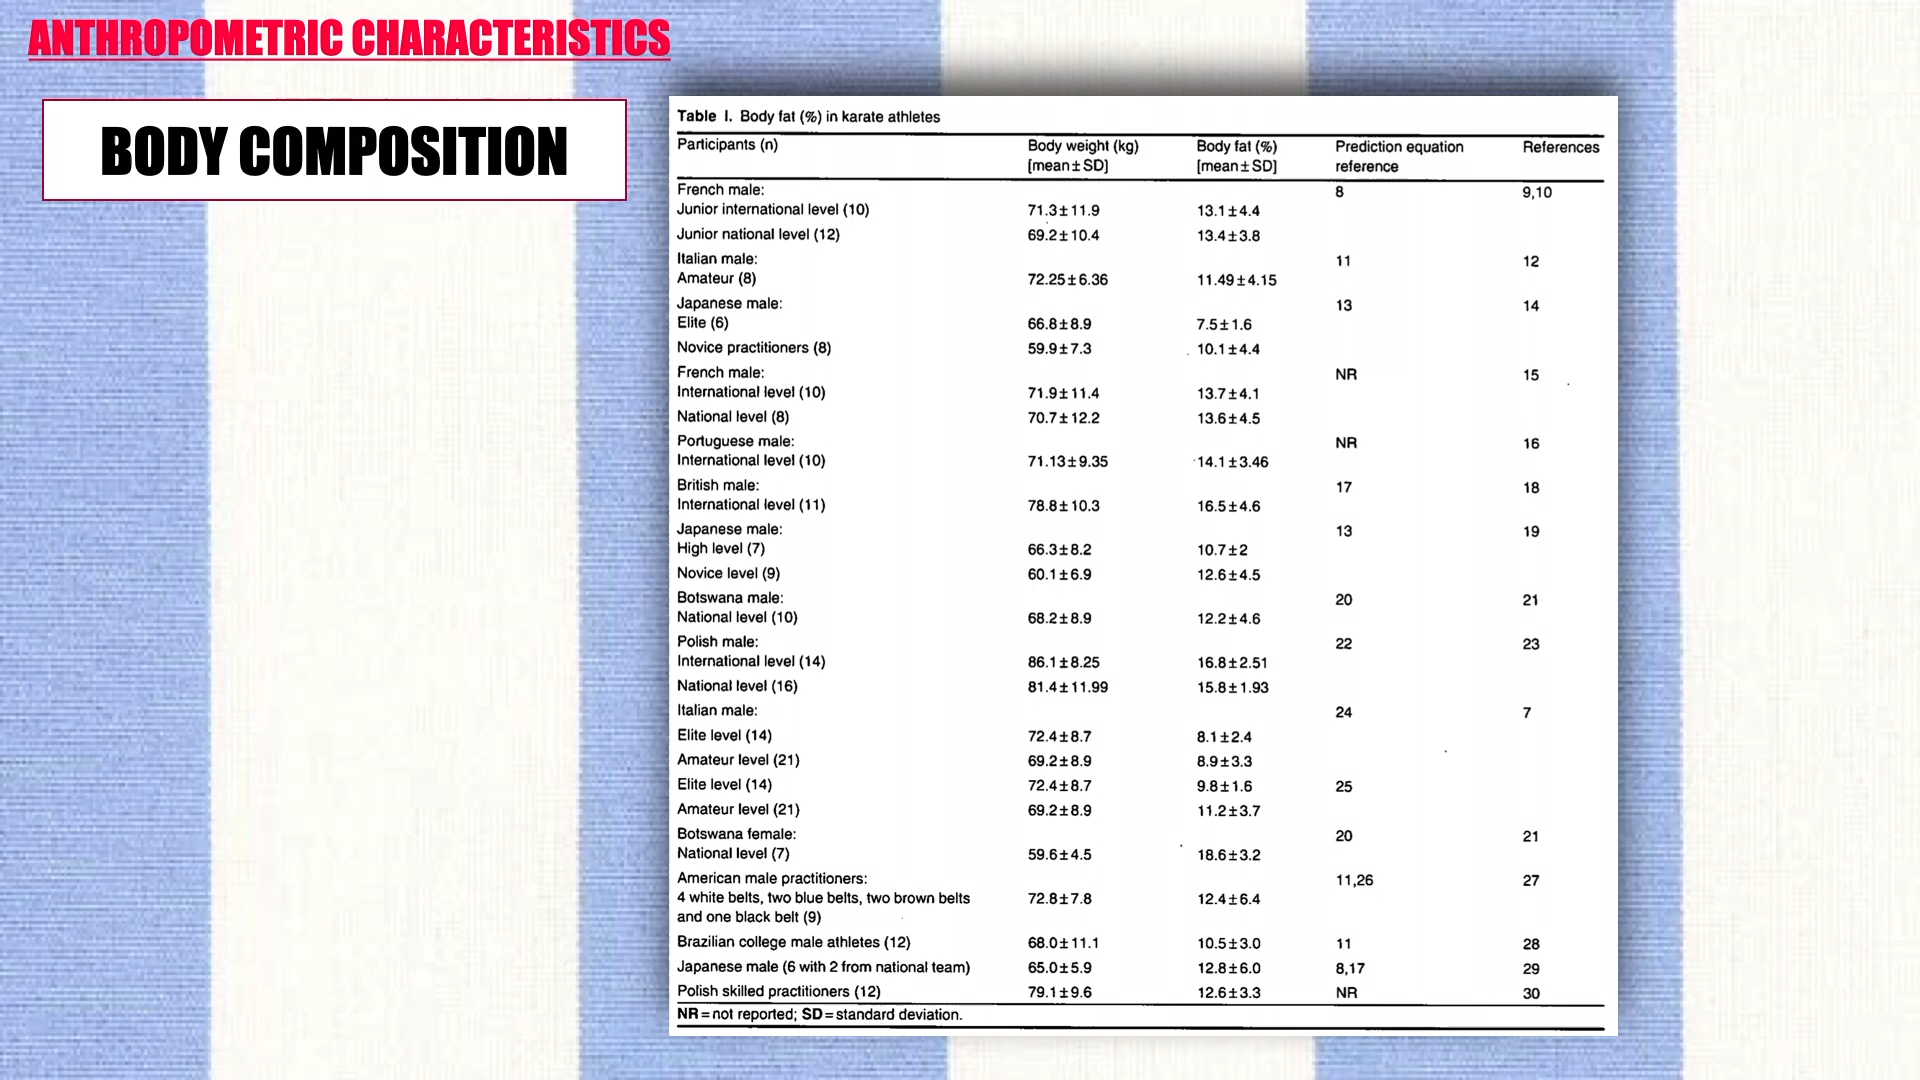 ANTHROPOMETRIC CHARACTERISTICS
BODY COMPOSITION
Table I. Body fat (%) in karate athletes
Participants (n) Body weight (kg) [mean±SD] Body fat (%) [mean±SD] Prediction equation reference References
French male: 8 9,10
Junior international level (10) 71.3±11.9 13.1±4.4
Junior national level (12) 69.2±10.4 13.4±3.8
Italian male: 11 12
Amateur (8) 72.25±6.36 11.49±4.15
Japanese male: 13 14
Elite (6) 66.8±8.9 7.5±1.6
Novice practitioners (8) 59.9±7.3 10.1±4.4
French male: NR 15
International level (10) 71.9±11.4 13.7±4.1
National level (8) 70.7±12.2 13.6±4.5
Portuguese male: NR 16
International level (10) 71.13±9.35 14.1±3.46
British male: 17 18
International level (11) 78.8±10.3 16.5±4.6
Japanese male: 13 19
High level (7) 66.3±8.2 10.7±2
Novice level (9) 60.1±6.9 12.6±4.5
Botswana male: 20 21
National level (10) 68.2±8.9 12.2±4.6
Polish male: 22 23
International level (14) 86.1±8.25 16.8±2.51
National level (16) 81.4±11.99 15.8±1.93
Italian male: 24 7
Elite level (14) 72.4±8.7 8.1±2.4
Amateur level (21) 69.2±8.9 8.9±3.3
Elite level (14) 72.4±8.7 9.8±1.6 25
Amateur level (21) 69.2±8.9 11.2±3.7
Botswana female: 20 21
National level (7) 59.6±4.5 18.6±3.2
American male practitioners: 11,26 27
4 white belts, two blue belts, two brown belts 72.8±7.8 12.4±6.4
and one black belt (9)
Brazilian college male athletes (12) 68.0±11.1 10.5±3.0 11 28
Japanese male (6 with 2 from national team) 65.0±5.9 12.8±6.0 8,17 29
Polish skilled practitioners (12) 79.1±9.6 12.6±3.3 NR 30
NR=not reported; SD=standard deviation.